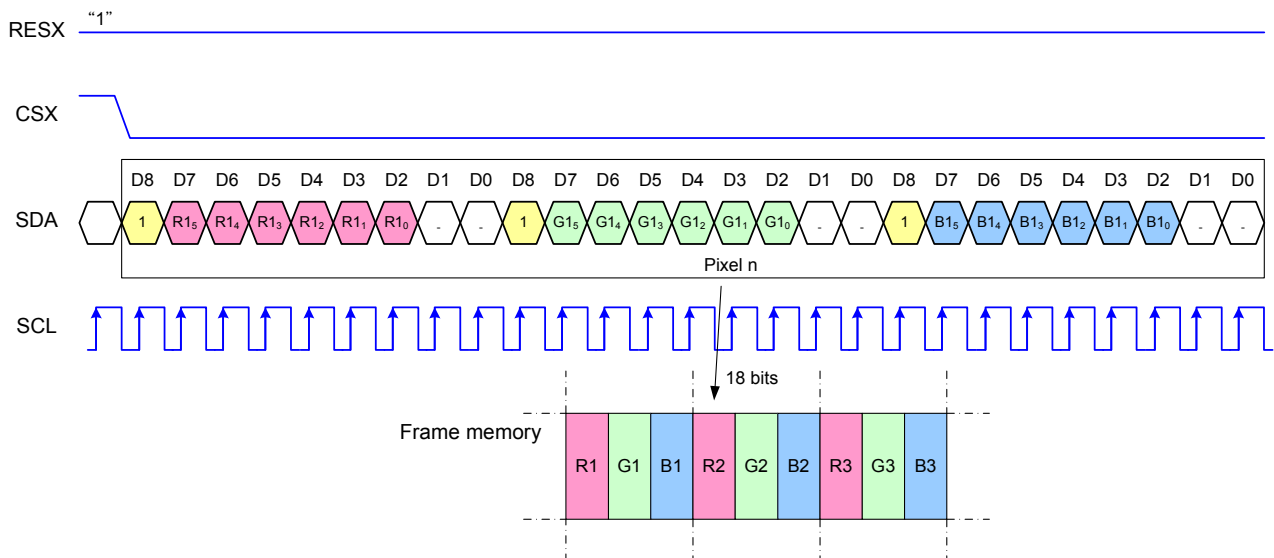 RESX “1”
CSX
D8 D7 D6 D5 D4 D3 D2 D1 D0 D8 D7 D6 D5 D4 D3 D2 D1 D0 D8 D7 D6 D5 D4 D3 D2 D1 D0
SDA 1 R1₅ R1₄ R1₃ R1₂ R1₁ R1₀ - - 1 G1₅ G1₄ G1₃ G1₂ G1₁ G1₀ - - 1 B1₅ B1₄ B1₃ B1₂ B1₁ B1₀ - -
Pixel n
SCL
18 bits
Frame memory
R1 G1 B1 R2 G2 B2 R3 G3 B3